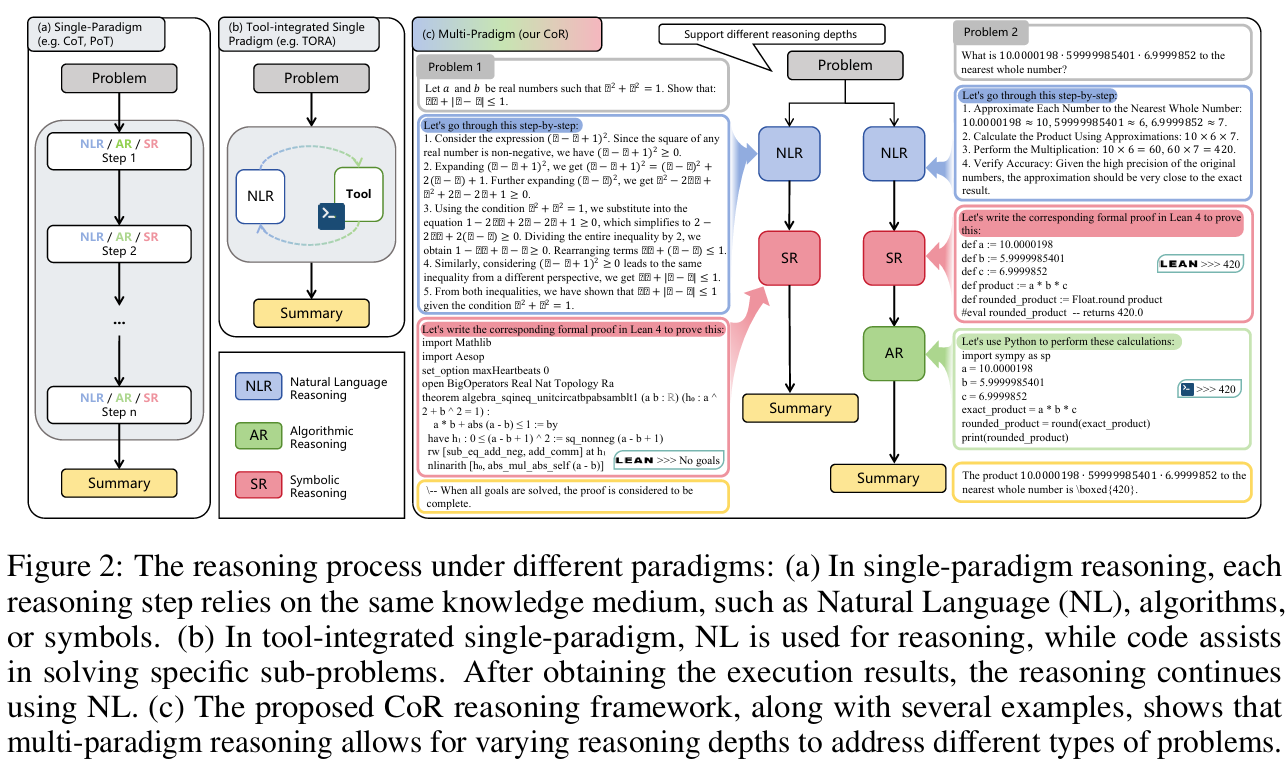 (a) Single-Paradigm
(e.g. CoT, PoT)
Problem
NLR / AR / SR
Step 1
NLR / AR / SR
Step 2
...
NLR / AR / SR
Step n
Summary
(b) Tool-integrated Single
Pradigm (e.g. TORA)
Problem
NLR
Tool
Summary
NLR
Natural Language
Reasoning
AR
Algorithmic
Reasoning
SR
Symbolic
Reasoning
(c) Multi-Pradigm (our CoR)
Support different reasoning depths
Problem 1
Let 𝑎 and 𝑏 be real numbers such that ⍰² + ⍰² = 1. Show that:
⍰⍰ + |⍰ − ⍰| ≤ 1.
Let's go through this step-by-step:
1. Consider the expression (⍰ − ⍰ + 1)². Since the square of any
real number is non-negative, we have (⍰ − ⍰ + 1)² ≥ 0.
2. Expanding (⍰ − ⍰ + 1)², we get (⍰ − ⍰ + 1)² = (⍰ − ⍰)² +
2(⍰ − ⍰) + 1. Further expanding (⍰ − ⍰)², we get ⍰² − 2⍰⍰ +
⍰² + 2⍰ − 2⍰ + 1 ≥ 0.
3. Using the condition ⍰² + ⍰² = 1, we substitute into the
equation 1 − 2⍰⍰ + 2⍰ − 2⍰ + 1 ≥ 0, which simplifies to 2 −
2⍰⍰ + 2(⍰ − ⍰) ≥ 0. Dividing the entire inequality by 2, we
obtain 1 − ⍰⍰ + ⍰ − ⍰ ≥ 0. Rearranging terms ⍰⍰ + (⍰ − ⍰) ≤ 1.
4. Similarly, considering (⍰ − ⍰ + 1)² ≥ 0 leads to the same
inequality from a different perspective, we get ⍰⍰ + |⍰ − ⍰| ≤ 1.
5. From both inequalities, we have shown that ⍰⍰ + |⍰ − ⍰| ≤ 1
given the condition ⍰² + ⍰² = 1.
Let's write the corresponding formal proof in Lean 4 to prove this:
import Mathlib
import Aesop
set_option maxHeartbeats 0
open BigOperators Real Nat Topology Ra
theorem algebra_sqineq_unitcircatbpabsamblt1 (a b : ℝ) (h₀ : a ^
2 + b ^ 2 = 1) :
a * b + abs (a - b) ≤ 1 := by
have h₁ : 0 ≤ (a - b + 1) ^ 2 := sq_nonneg (a - b + 1)
rw [sub_eq_add_neg, add_comm] at h₁
nlinarith [h₀, abs_mul_abs_self (a - b)]
LEAN >>> No goals
\-- When all goals are solved, the proof is considered to be
complete.
Problem
NLR
NLR
SR
SR
AR
Summary
Summary
Problem 2
What is 10.0000198 · 59999985401 · 6.9999852 to the
nearest whole number?
Let's go through this step-by-step:
1. Approximate Each Number to the Nearest Whole Number:
10.0000198 ≈ 10, 59999985401 ≈ 6, 6.9999852 ≈ 7.
2. Calculate the Product Using Approximations: 10 × 6 × 7.
3. Perform the Multiplication: 10 × 6 = 60, 60 × 7 = 420.
4. Verify Accuracy: Given the high precision of the original
numbers, the approximation should be very close to the exact
result.
Let's write the corresponding formal proof in Lean 4 to prove
this:
def a := 10.0000198
def b := 5.9999985401
def c := 6.9999852
def product := a * b * c
def rounded_product := Float.round product
#eval rounded_product -- returns 420.0
LEAN >>> 420
Let's use Python to perform these calculations:
import sympy as sp
a = 10.0000198
b = 5.9999985401
c = 6.9999852
exact_product = a * b * c
rounded_product = round(exact_product)
print(rounded_product)
>>> 420
The product 10.0000198 · 59999985401 · 6.9999852 to the
nearest whole number is \boxed{420}.
Figure 2: The reasoning process under different paradigms: (a) In single-paradigm reasoning, each
reasoning step relies on the same knowledge medium, such as Natural Language (NL), algorithms,
or symbols. (b) In tool-integrated single-paradigm, NL is used for reasoning, while code assists
in solving specific sub-problems. After obtaining the execution results, the reasoning continues
using NL. (c) The proposed CoR reasoning framework, along with several examples, shows that
multi-paradigm reasoning allows for varying reasoning depths to address different types of problems.